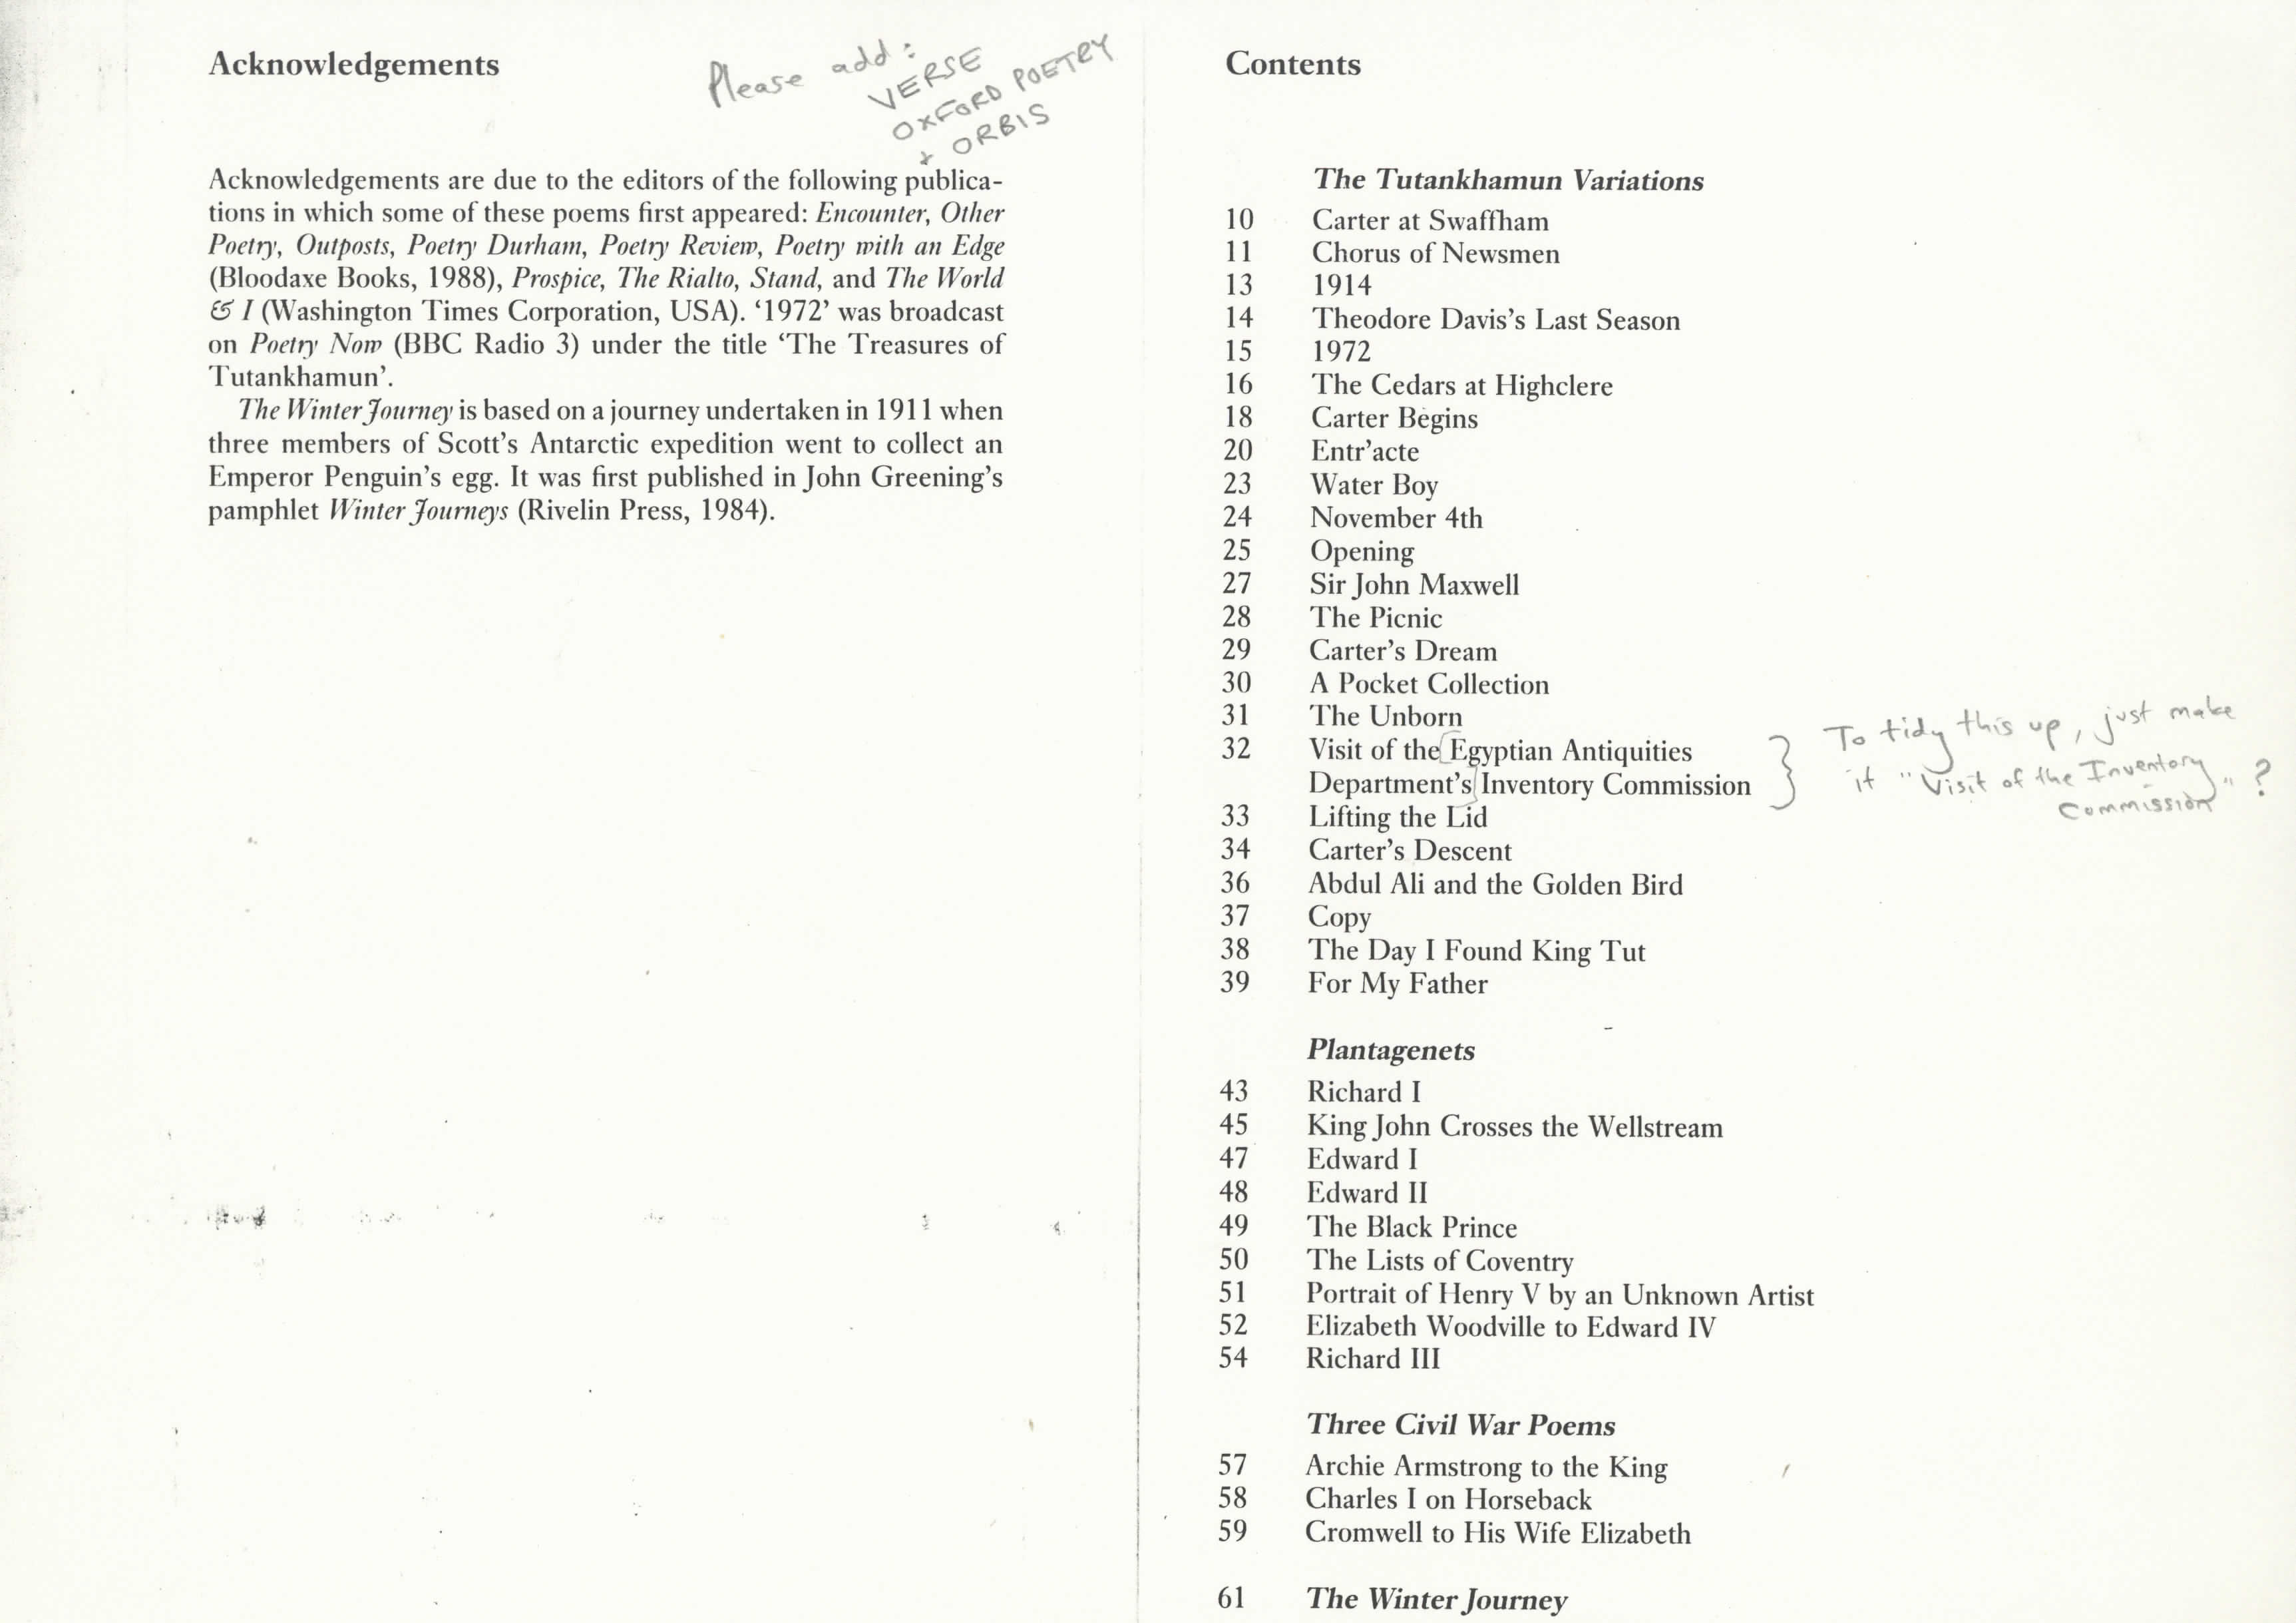 Acknowledgements
Please add:
VERSE
OXFORD POETRY
+ ORBIS
Acknowledgements are due to the editors of the following publica-
tions in which some of these poems first appeared: Encounter, Other
Poetry, Outposts, Poetry Durham, Poetry Review, Poetry with an Edge
(Bloodaxe Books, 1988), Prospice, The Rialto, Stand, and The World
& I (Washington Times Corporation, USA). ‘1972’ was broadcast
on Poetry Now (BBC Radio 3) under the title ‘The Treasures of
Tutankhamun’.
The Winter Journey is based on a journey undertaken in 1911 when
three members of Scott’s Antarctic expedition went to collect an
Emperor Penguin’s egg. It was first published in John Greening’s
pamphlet Winter Journeys (Rivelin Press, 1984).
Contents
The Tutankhamun Variations
10 Carter at Swaffham
11 Chorus of Newsmen
13 1914
14 Theodore Davis’s Last Season
15 1972
16 The Cedars at Highclere
18 Carter Begins
20 Entr’acte
23 Water Boy
24 November 4th
25 Opening
27 Sir John Maxwell
28 The Picnic
29 Carter’s Dream
30 A Pocket Collection
31 The Unborn
32 Visit of the [Egyptian Antiquities
Department’s] Inventory Commission
To tidy this up, just make
it "Visit of the Inventory
Commission" ?
33 Lifting the Lid
34 Carter’s Descent
36 Abdul Ali and the Golden Bird
37 Copy
38 The Day I Found King Tut
39 For My Father
Plantagenets
43 Richard I
45 King John Crosses the Wellstream
47 Edward I
48 Edward II
49 The Black Prince
50 The Lists of Coventry
51 Portrait of Henry V by an Unknown Artist
52 Elizabeth Woodville to Edward IV
54 Richard III
Three Civil War Poems
57 Archie Armstrong to the King
58 Charles I on Horseback
59 Cromwell to His Wife Elizabeth
61 The Winter Journey